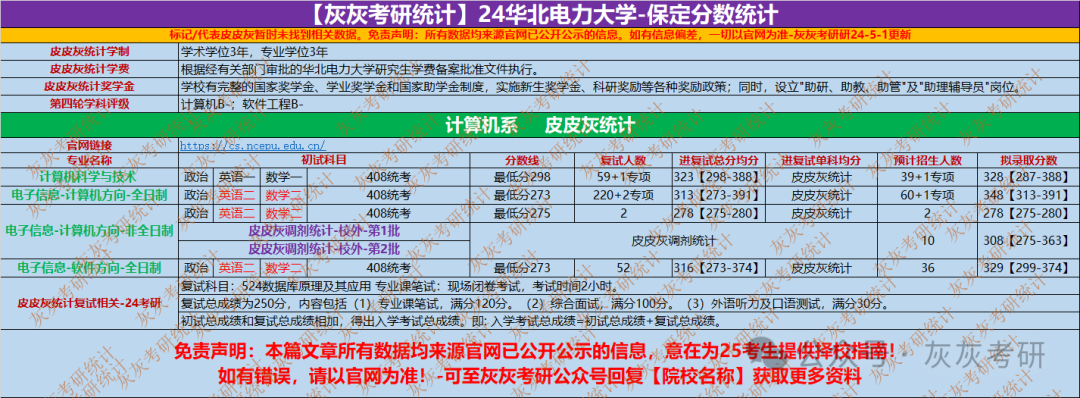 【灰灰考研统计】24华北电力大学-保定分数统计
标记/代表皮皮灰暂时未找到相关数据。免责声明：所有数据均来源官网已公开公示的信息。如有信息偏差，一切以官网为准-灰灰考研研24-5-1更新
皮皮灰统计学制 学术学位3年，专业学位3年
皮皮灰统计学费 根据经有关部门审批的华北电力大学研究生学费备案批准文件执行。
皮皮灰统计奖学金 学校有完整的国家奖学金、学业奖学金和国家助学金制度，实施新生奖学金、科研奖励等各种奖励政策；同时，设立"助研、助教、助管"及"助理辅导员"岗位。
第四轮学科评级 计算机B-；软件工程B-
计算机系 皮皮灰统计
官网链接 https://cs.ncepu.edu.cn/
专业名称 初试科目 分数线 复试人数 进复试总分均分 进复试单科均分 预计招生人数 拟录取分数
计算机科学与技术 政治 英语一 数学一 408统考 最低分298 59+1专项 323【298-388】 皮皮灰统计 39+1专项 328【287-388】
电子信息-计算机方向-全日制 政治 英语二 数学二 408统考 最低分273 220+2专项 313【273-391】 皮皮灰统计 60+1专项 348【313-391】
电子信息-计算机方向-非全日制 政治 英语二 数学二 408统考 最低分275 2 278【275-280】 皮皮灰统计 2 278【275-280】
皮皮灰调剂统计-校外-第1批 皮皮灰调剂统计 10 308【275-363】
皮皮灰调剂统计-校外-第2批
电子信息-软件方向-全日制 政治 英语二 数学二 408统考 最低分273 52 316【273-374】 皮皮灰统计 36 329【299-374】
皮皮灰统计复试相关-24考研 复试科目：524数据库原理及其应用 专业课笔试：现场闭卷考试，考试时间2小时。
复试总成绩为250分，内容包括（1）专业课笔试，满分120分。（2）综合面试，满分100分。（3）外语听力及口语测试，满分30分。
初试总成绩和复试总成绩相加，得出入学考试总成绩。即: 入学考试总成绩=初试总成绩+复试总成绩。
免责声明：本篇文章所有数据均来源官网已公开公示的信息，意在为25考生提供择校指南！
如有错误，请以官网为准！-可至灰灰考研公众号回复【院校名称】获取更多资料
公众号·灰灰考研